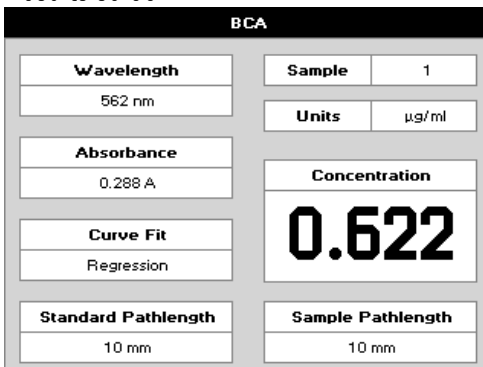 BCA
Wavelength
562 nm
Absorbance
0.288 A
Curve Fit
Regression
Standard Pathlength
10 mm
Sample 1
Units µg/ml
Concentration
0.622
Sample Pathlength
10 mm